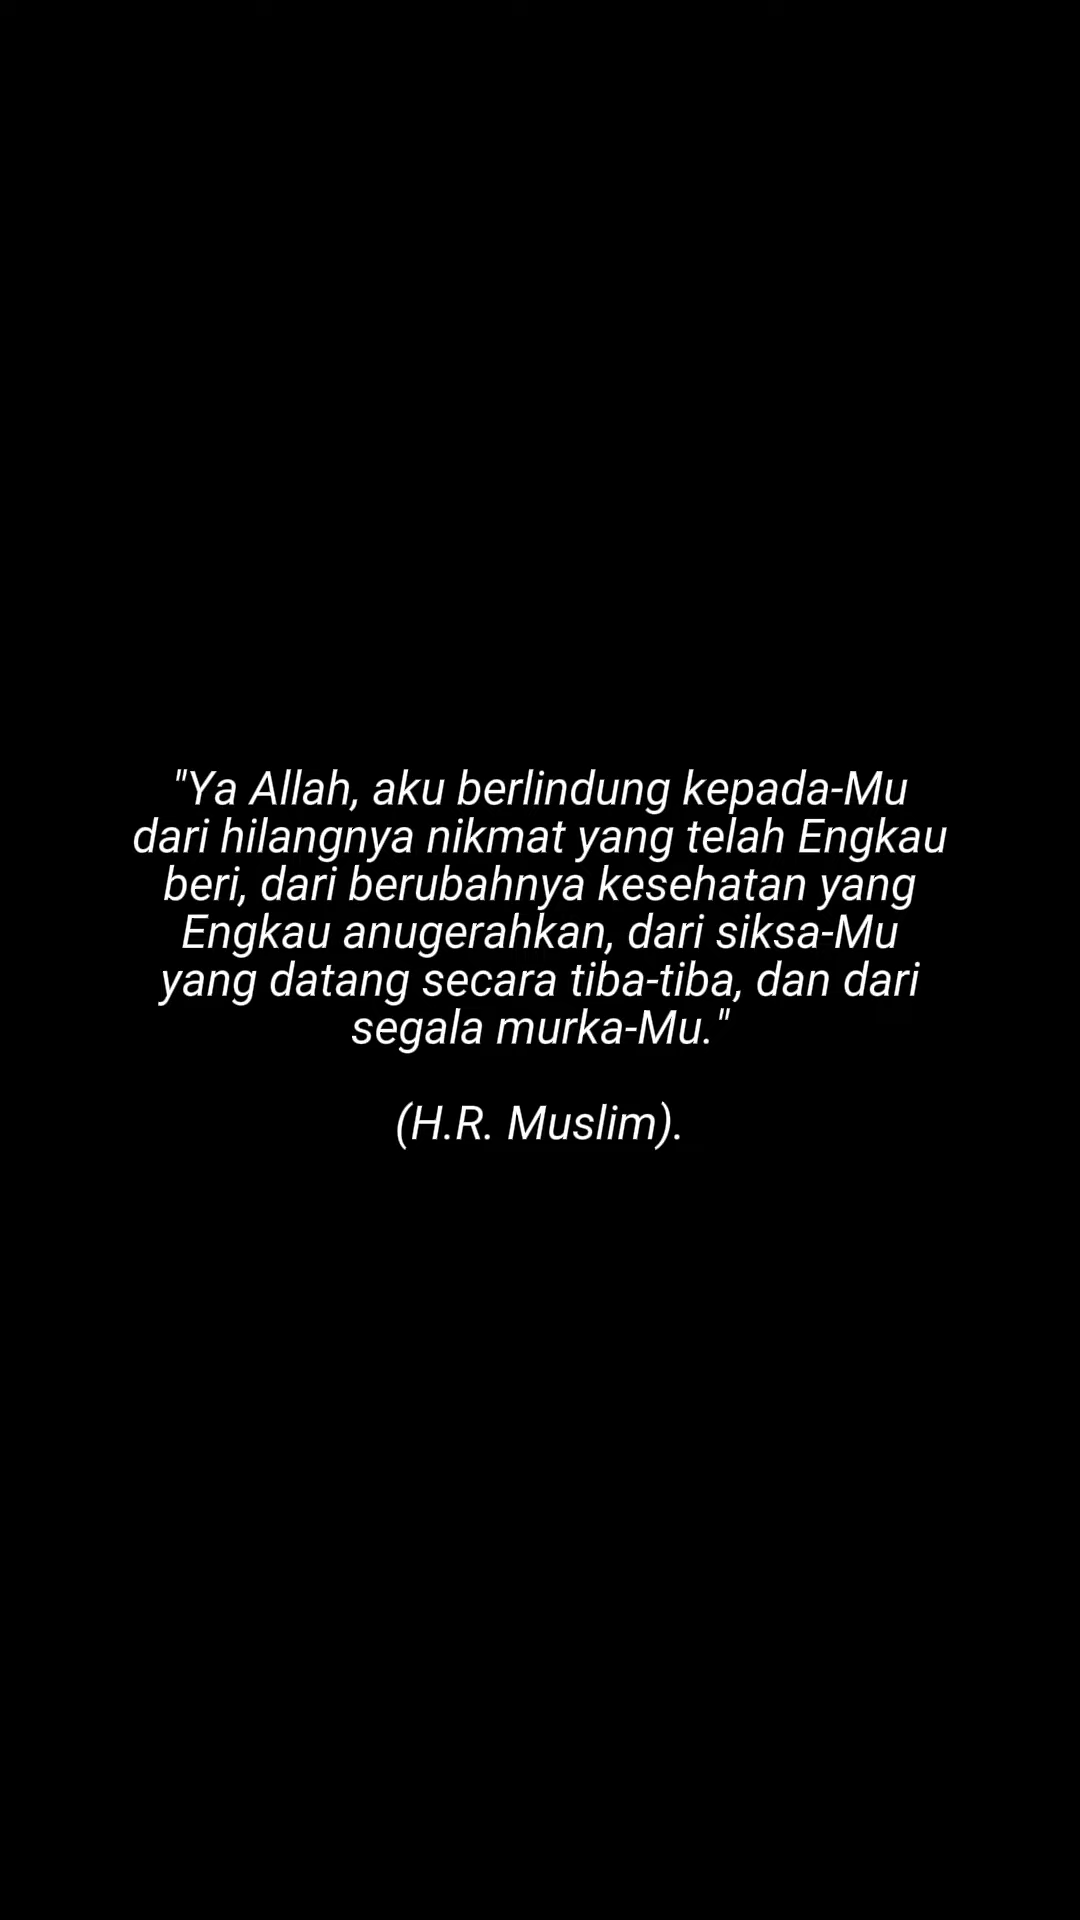 "Ya Allah, aku berlindung kepada-Mu
dari hilangnya nikmat yang telah Engkau
beri, dari berubahnya kesehatan yang
Engkau anugerahkan, dari siksa-Mu
yang datang secara tiba-tiba, dan dari
segala murka-Mu."
(H.R. Muslim).